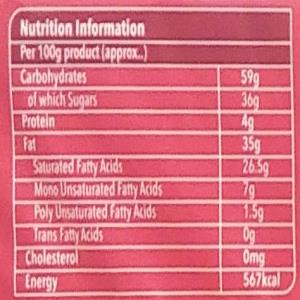 Nutrition Information
Per 100g product (approx..)
Carbohydrates 59g
of which Sugars 36g
Protein 4g
Fat 35g
Saturated Fatty Acids 26.5g
Mono Unsaturated Fatty Acids 7g
Poly Unsaturated Fatty Acids 1.5g
Trans Fatty Acids 0g
Cholesterol 0mg
Energy 567kcal